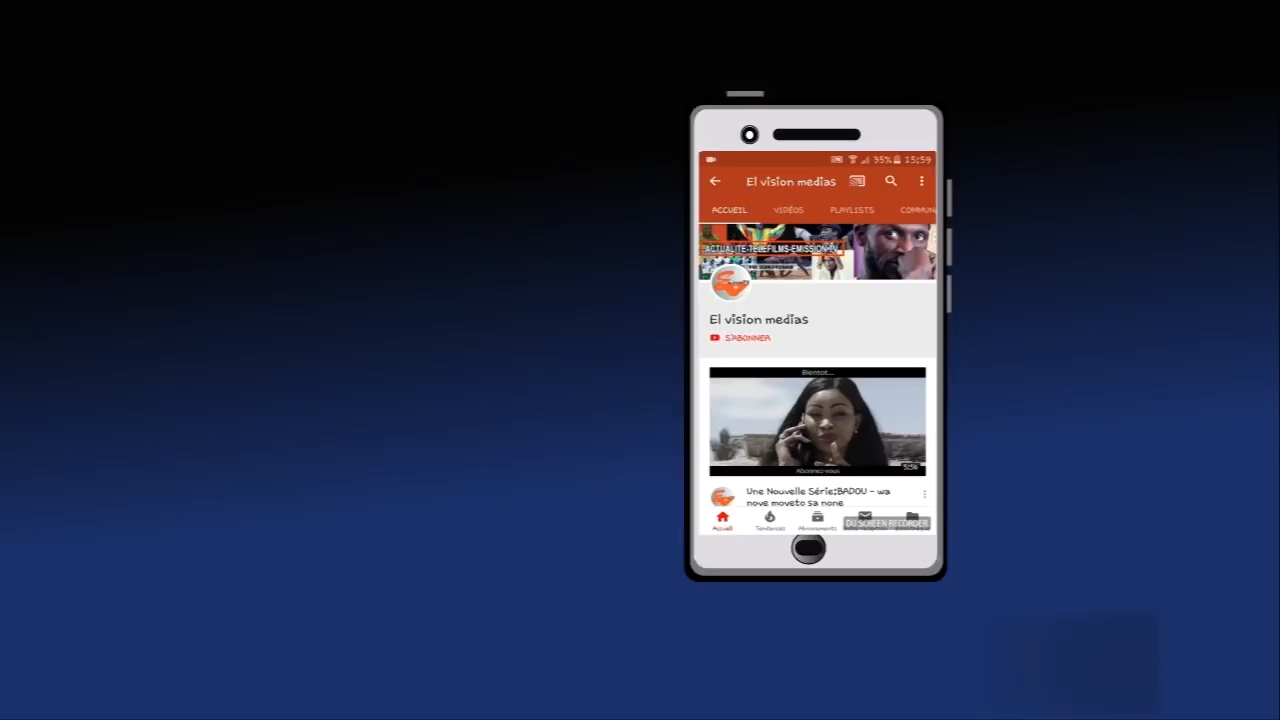 35% 15:59
El vision medias
ACCUEIL VIDÉOS PLAYLISTS COMMUN
ACTUALITE-TELEFILMS-EMISSION-TV
El vision medias
S'ABONNER
Bientot....
Abonnez-vous
Une Nouvelle Série:BADOU - wa
nove moveto sa none
Accueil Tendances Abonnements
DU SCREEN RECORDER